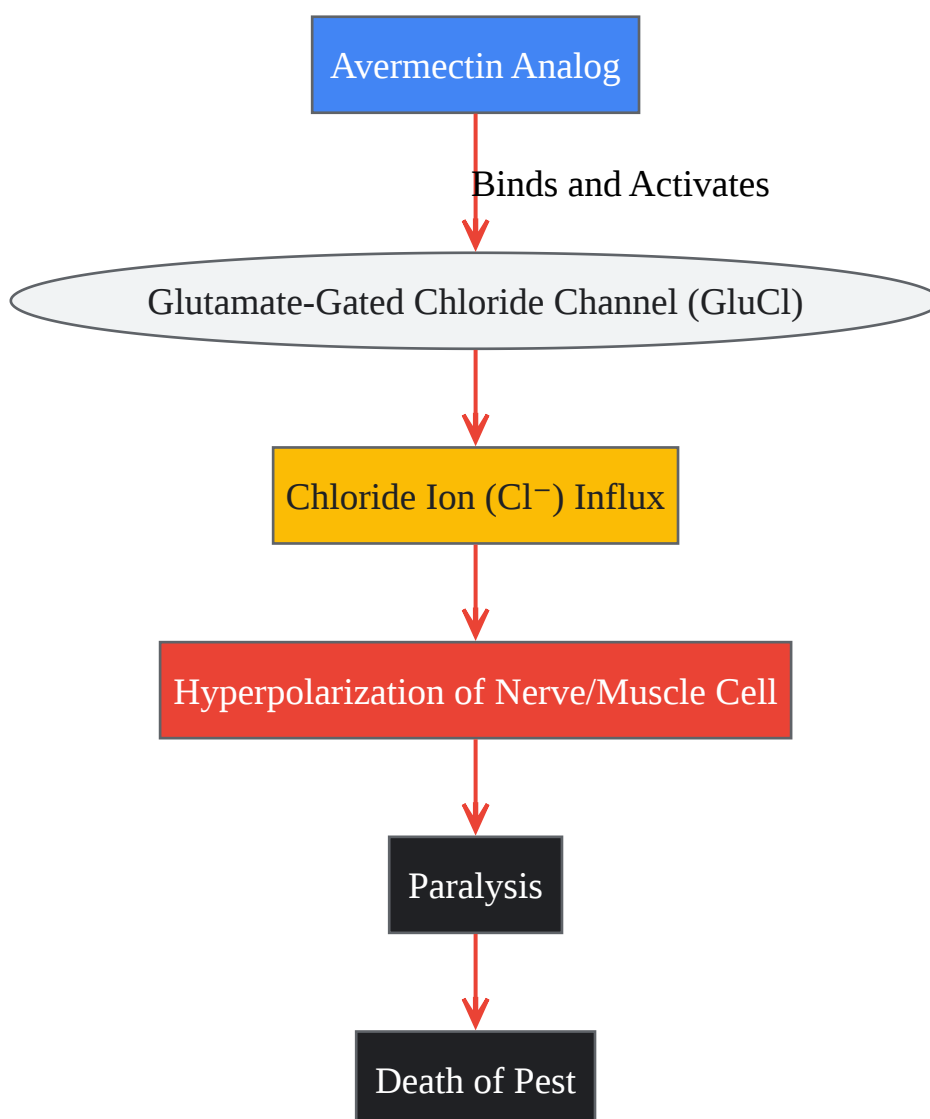 Avermectin Analog
Binds and Activates
Glutamate-Gated Chloride Channel (GluCl)
Chloride Ion (Cl⁻) Influx
Hyperpolarization of Nerve/Muscle Cell
Paralysis
Death of Pest